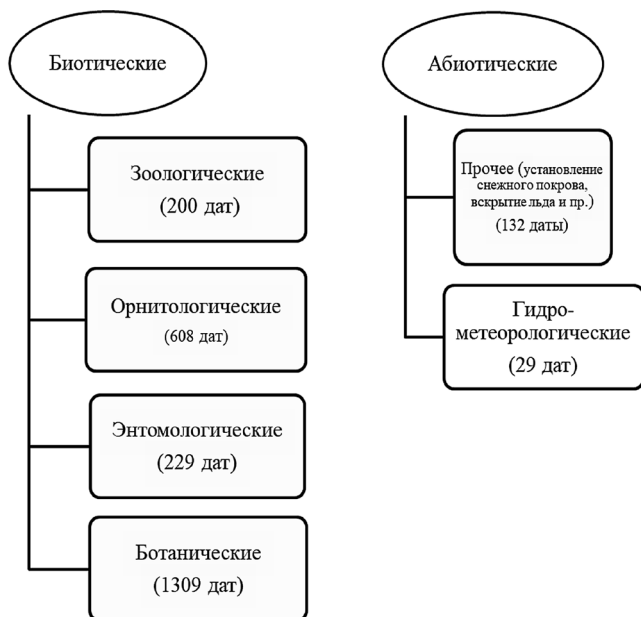 Биотические
Зоологические
(200 дат)
Орнитологические
(608 дат)
Энтомологические
(229 дат)
Ботанические
(1309 дат)
Абиотические
Прочее (установление
снежного покрова,
вскрытие льда и пр.)
(132 даты)
Гидро-
метеорологические
(29 дат)